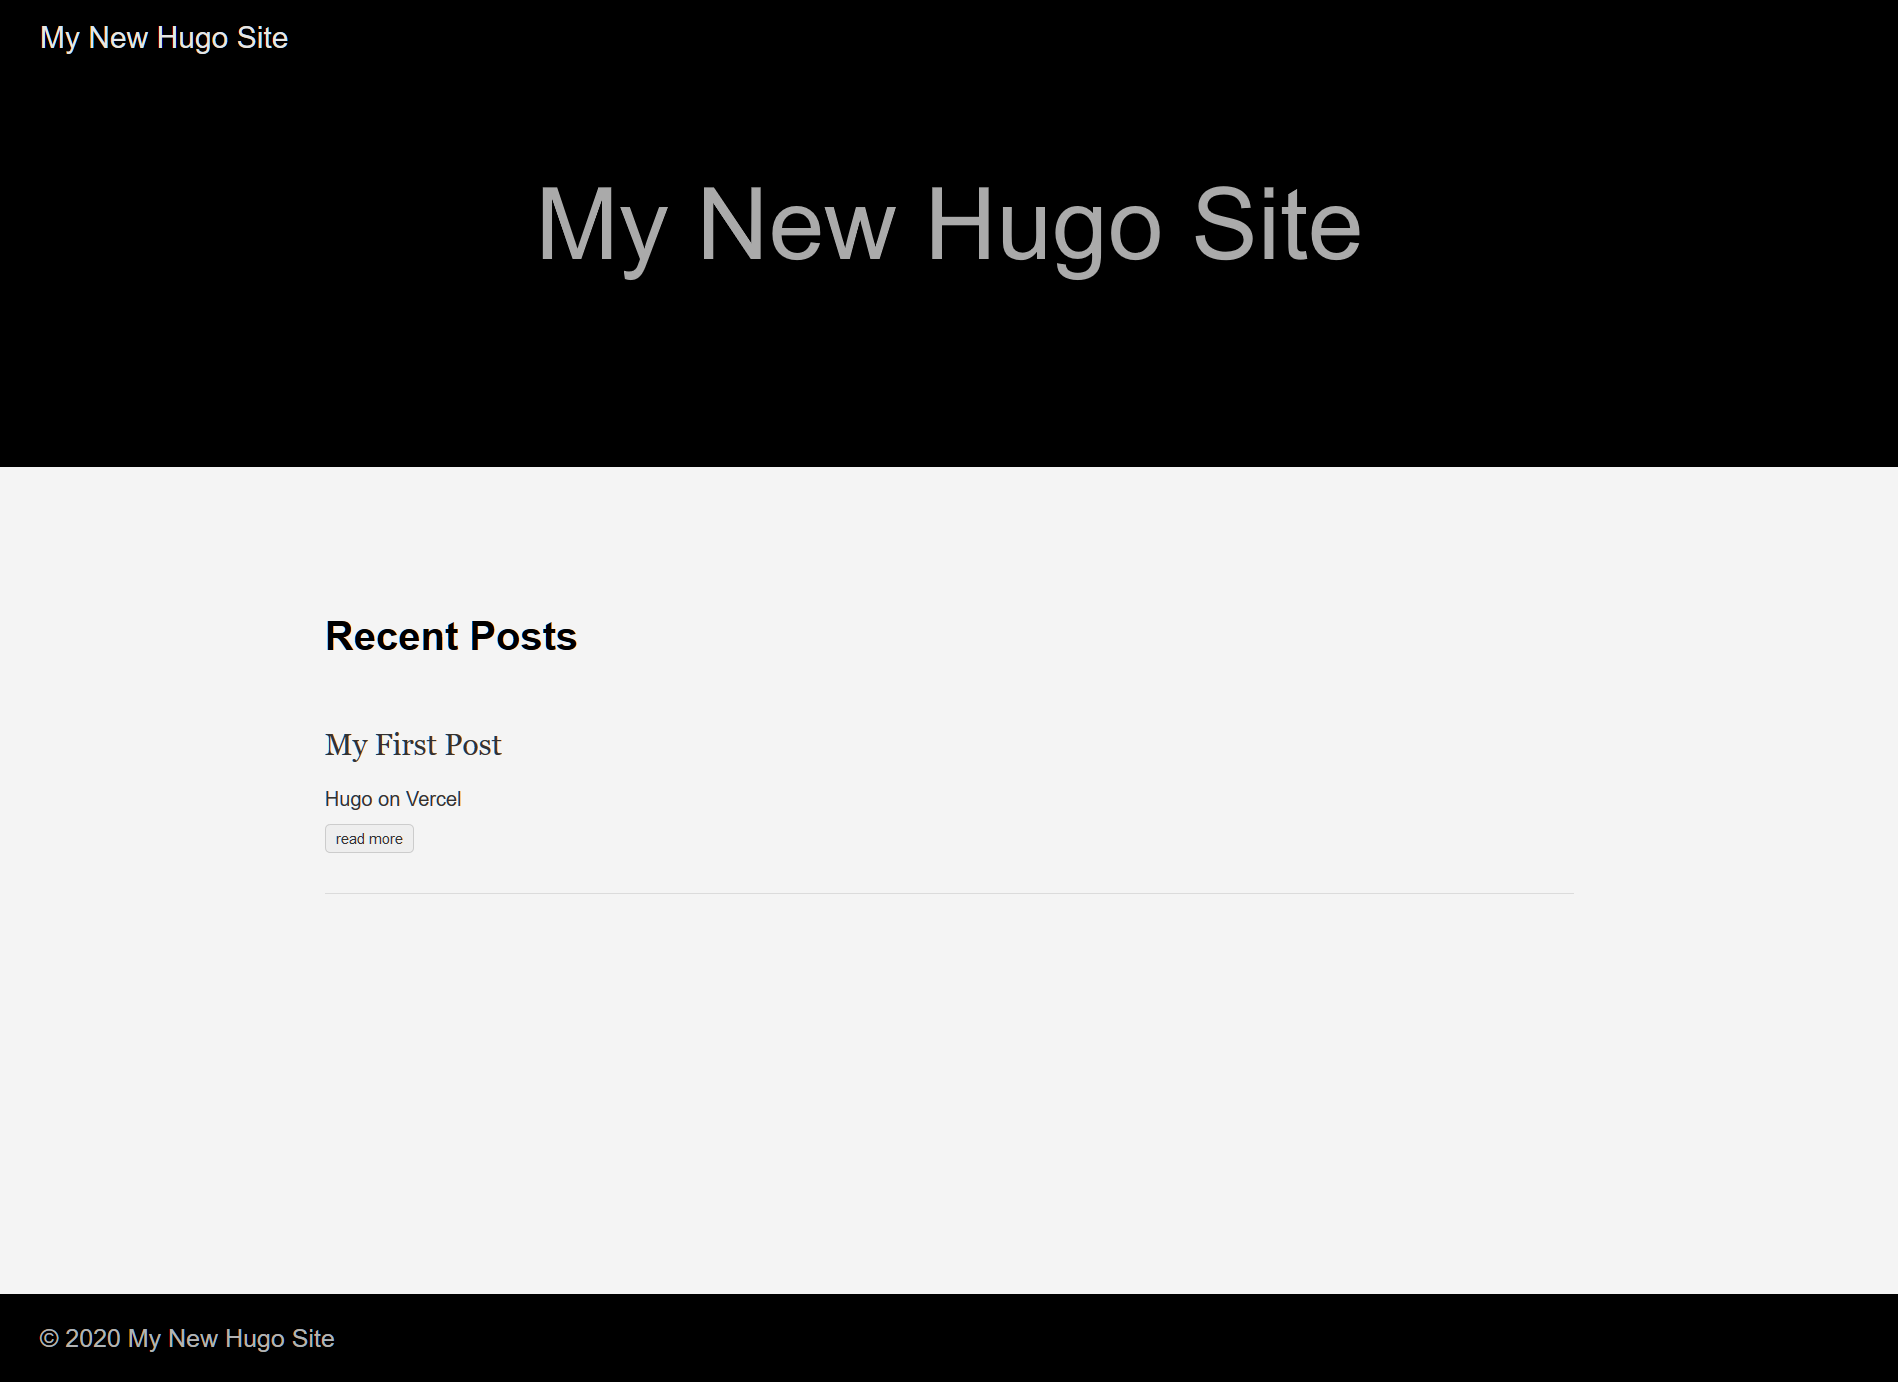 My New Hugo Site
My New Hugo Site
Recent Posts
My First Post
Hugo on Vercel
read more
© 2020 My New Hugo Site